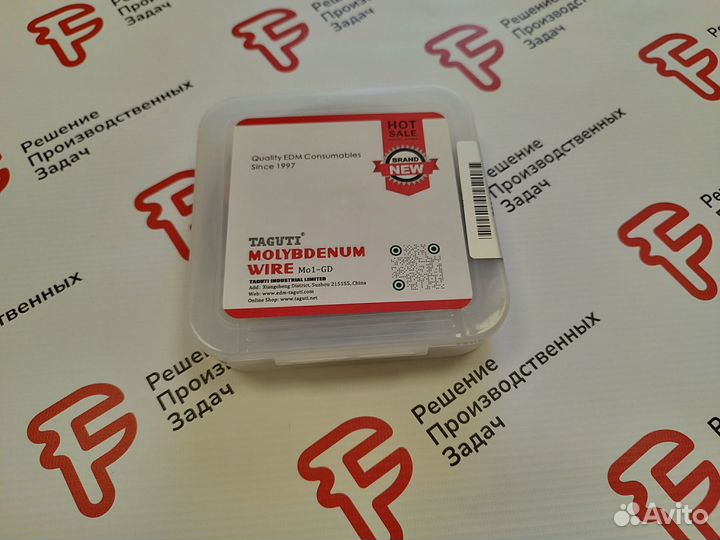 Решение
Производственных
Задач
Решение
Производственных
Задач
Решение
Производственных
Задач
Решение
Производственных
Задач
Решение
Производственных
Задач
Решение
Производственных
Задач
Решение
Производственных
Задач
HOT
SALE
BRAND
NEW
Quality EDM Consumables
Since 1997
TAGUTI®
MOLYBDENUM
WIRE Mo1-GD
TAGUTI INDUSTRIAL LIMITED
Add: Xiangcheng District, Suzhou 215155, China
Web: www.edm-taguti.com
Online Shop: www.taguti.net
Avito